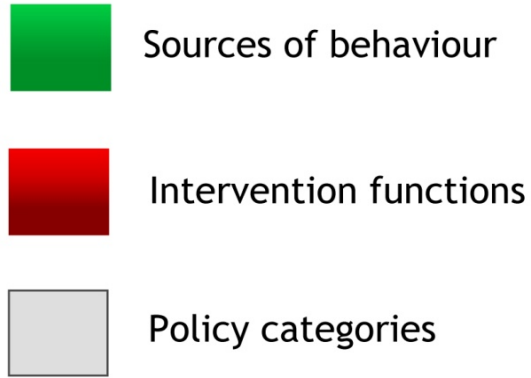 Sources of behaviour
Intervention functions
Policy categories